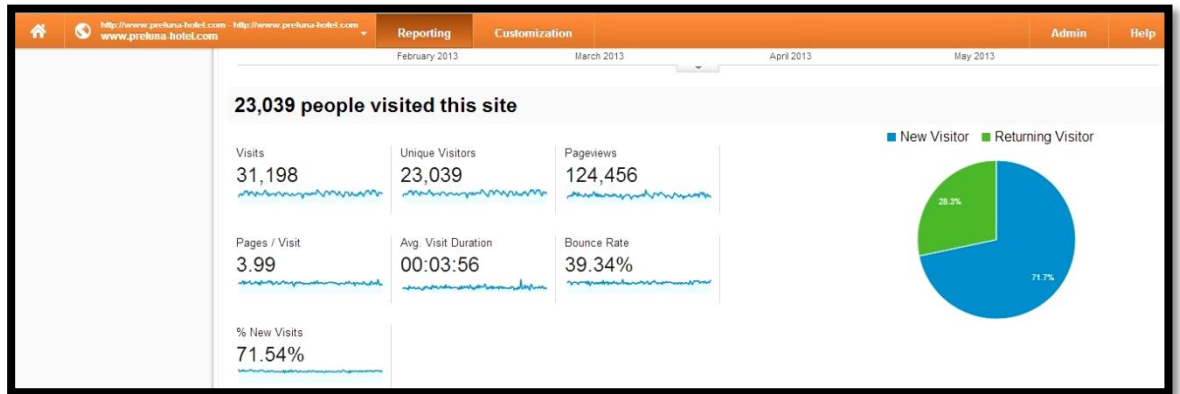 http://www.preluna-hotel.com - http://www.preluna-hotel.com
www.preluna-hotel.com
Reporting
Customization
Admin
Help
February 2013
March 2013
April 2013
May 2013
23,039 people visited this site
New Visitor
Returning Visitor
Visits
31,198
Unique Visitors
23,039
Pageviews
124,456
Pages / Visit
3.99
Avg. Visit Duration
00:03:56
Bounce Rate
39.34%
% New Visits
71.54%
28.3%
71.7%